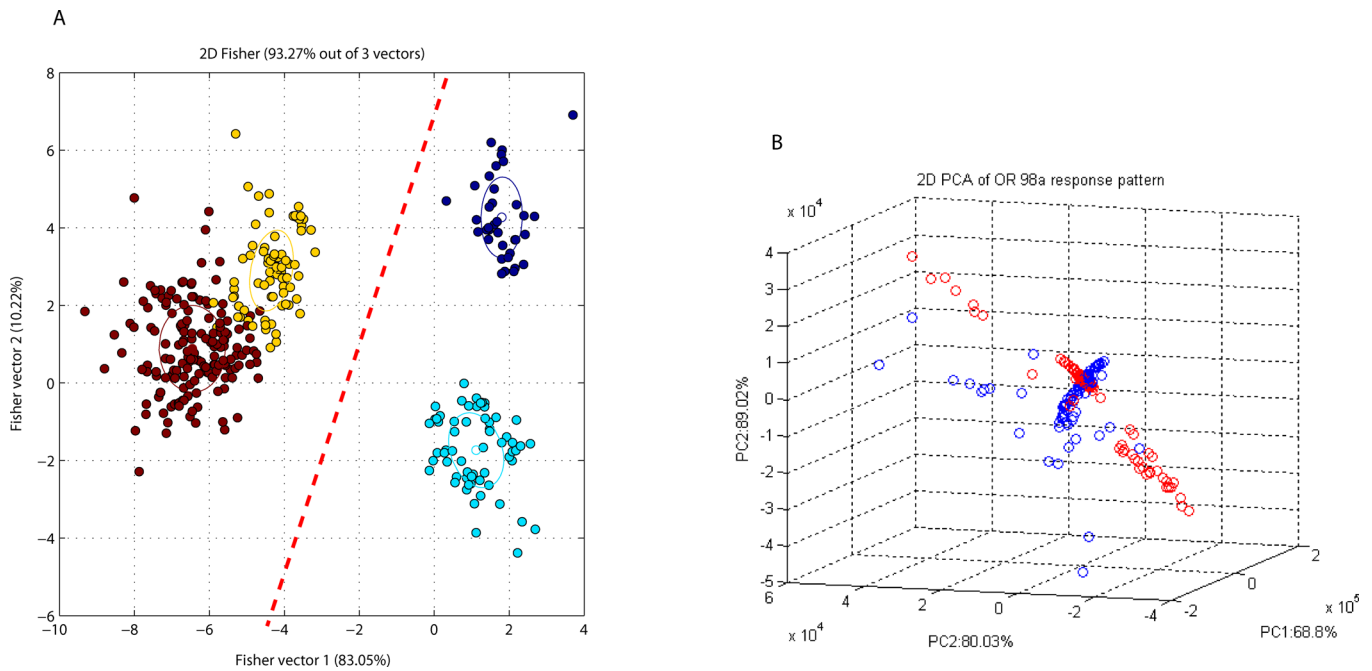 A
2D Fisher (93.27% out of 3 vectors)
8
6
4
2
0
−2
−4
−6
Fisher vector 2 (10.22%)
−10
−8
−6
−4
−2
0
2
4
Fisher vector 1 (83.05%)
B
2D PCA of OR 98a response pattern
x 10^4
4
3
2
1
0
-1
-2
-3
-4
-5
PC2:89.02%
6
4
2
0
-2
-4
x 10^4
PC2:80.03%
-2
0
2
x 10^5
PC1:68.8%